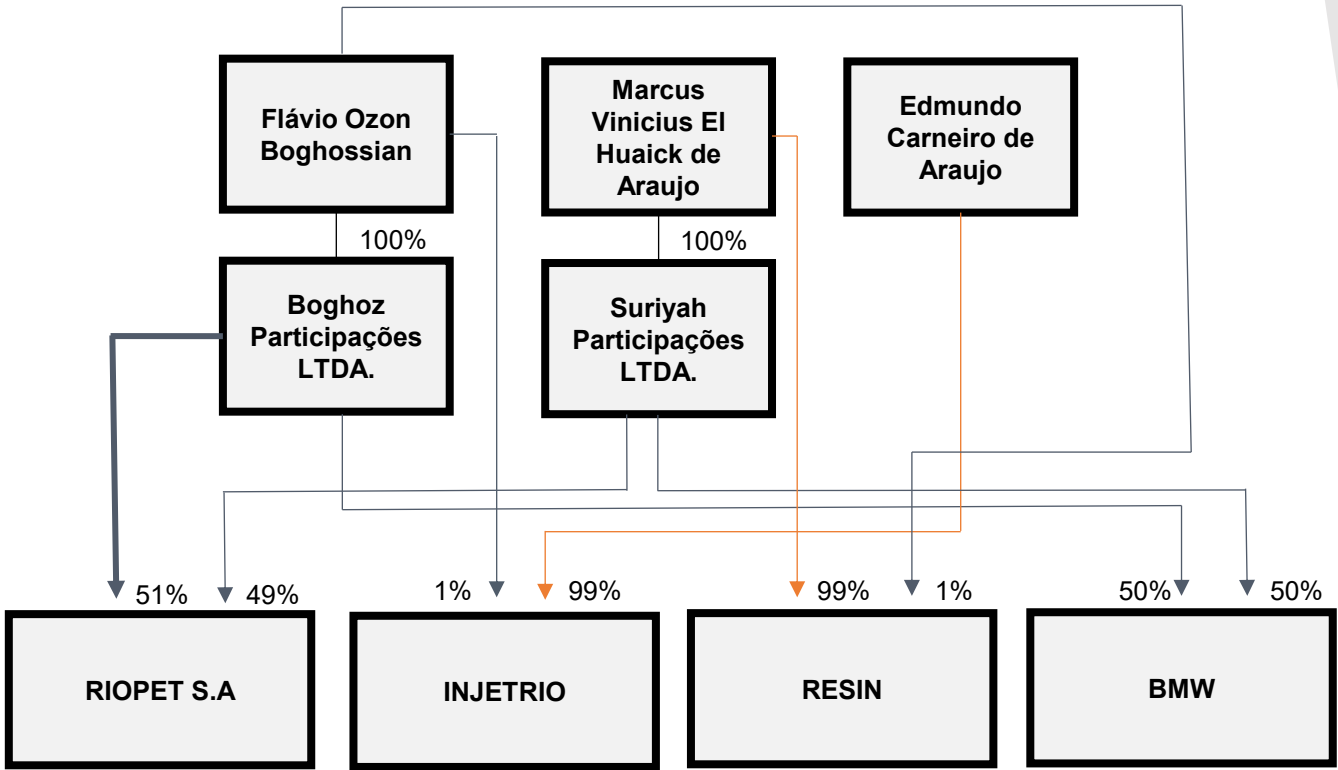 Flávio Ozon
Boghossian
Marcus
Vinicius El
Huaick de
Araujo
Edmundo
Carneiro de
Araujo
100%
100%
Boghoz
Participações
LTDA.
Suriyah
Participações
LTDA.
51%
49%
1%
99%
99%
1%
50%
50%
RIOPET S.A
INJETRIO
RESIN
BMW